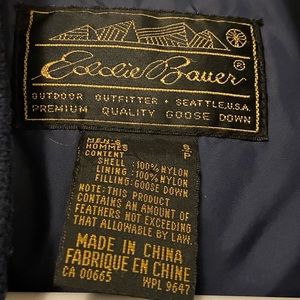 Eddie Bauer ®
OUTDOOR OUTFITTER • SEATTLE, U.S.A.
PREMIUM QUALITY GOOSE DOWN
MEN-S S
HOMMES P
CONTENT
SHELL : 100% NYLON
LINING : 100% NYLON
FILLING: GOOSE DOWN
NOTE: THIS PRODUCT
CONTAINS AN AMOUNT OF
FEATHERS NOT EXCEEDING
THAT ALLOWABLE BY LAW.
MADE IN CHINA
FABRIQUE EN CHINE
CA 00665 WPL 9647